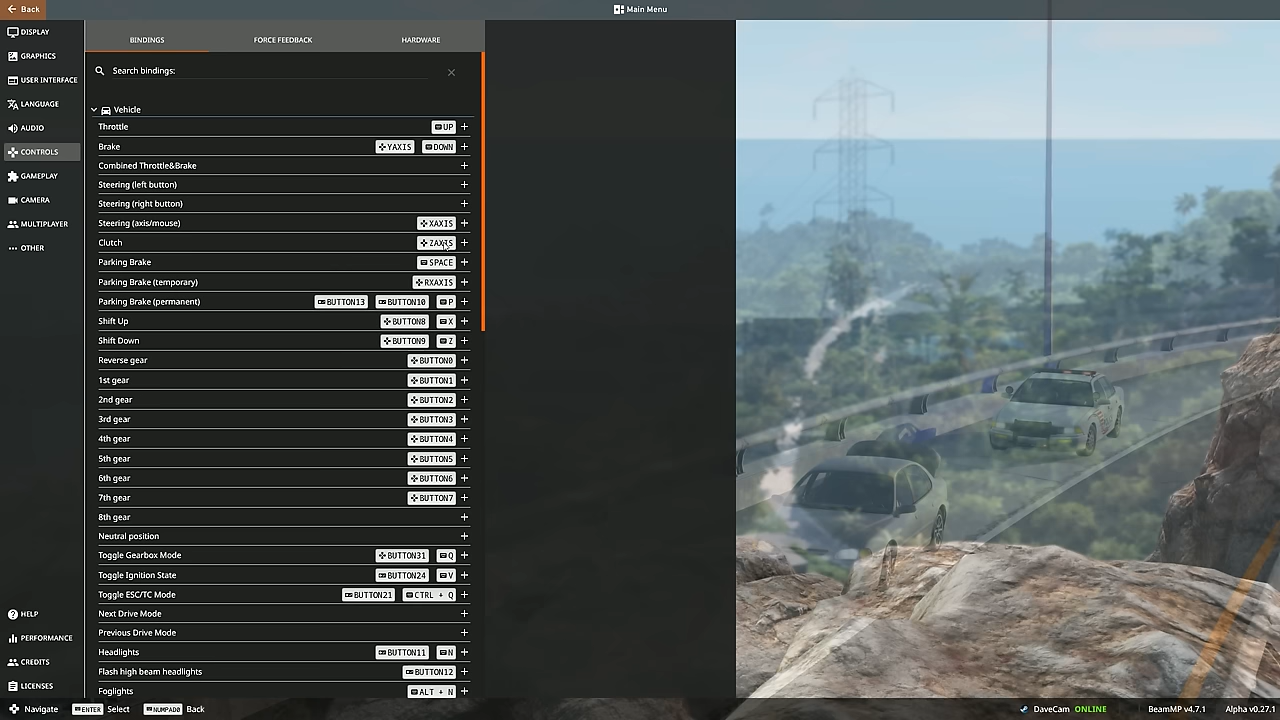 Back
Main Menu
DISPLAY
GRAPHICS
USER INTERFACE
LANGUAGE
AUDIO
CONTROLS
GAMEPLAY
CAMERA
MULTIPLAYER
OTHER
HELP
PERFORMANCE
CREDITS
LICENSES
BINDINGS FORCE FEEDBACK HARDWARE
Search bindings:
Vehicle
Throttle UP
Brake YAXIS DOWN
Combined Throttle&Brake
Steering (left button)
Steering (right button)
Steering (axis/mouse) XAXIS
Clutch ZAXIS
Parking Brake SPACE
Parking Brake (temporary) RXAXIS
Parking Brake (permanent) BUTTON13 BUTTON10 P
Shift Up BUTTON8 X
Shift Down BUTTON9 Z
Reverse gear BUTTON0
1st gear BUTTON1
2nd gear BUTTON2
3rd gear BUTTON3
4th gear BUTTON4
5th gear BUTTON5
6th gear BUTTON6
7th gear BUTTON7
8th gear
Neutral position
Toggle Gearbox Mode BUTTON31 Q
Toggle Ignition State BUTTON24 V
Toggle ESC/TC Mode BUTTON21 CTRL + Q
Next Drive Mode
Previous Drive Mode
Headlights BUTTON11 N
Flash high beam headlights BUTTON12
Foglights ALT + N
Navigate ENTER Select NUMPAD0 Back
DaveCam ONLINE BeamMP v4.7.1 Alpha v0.27.1